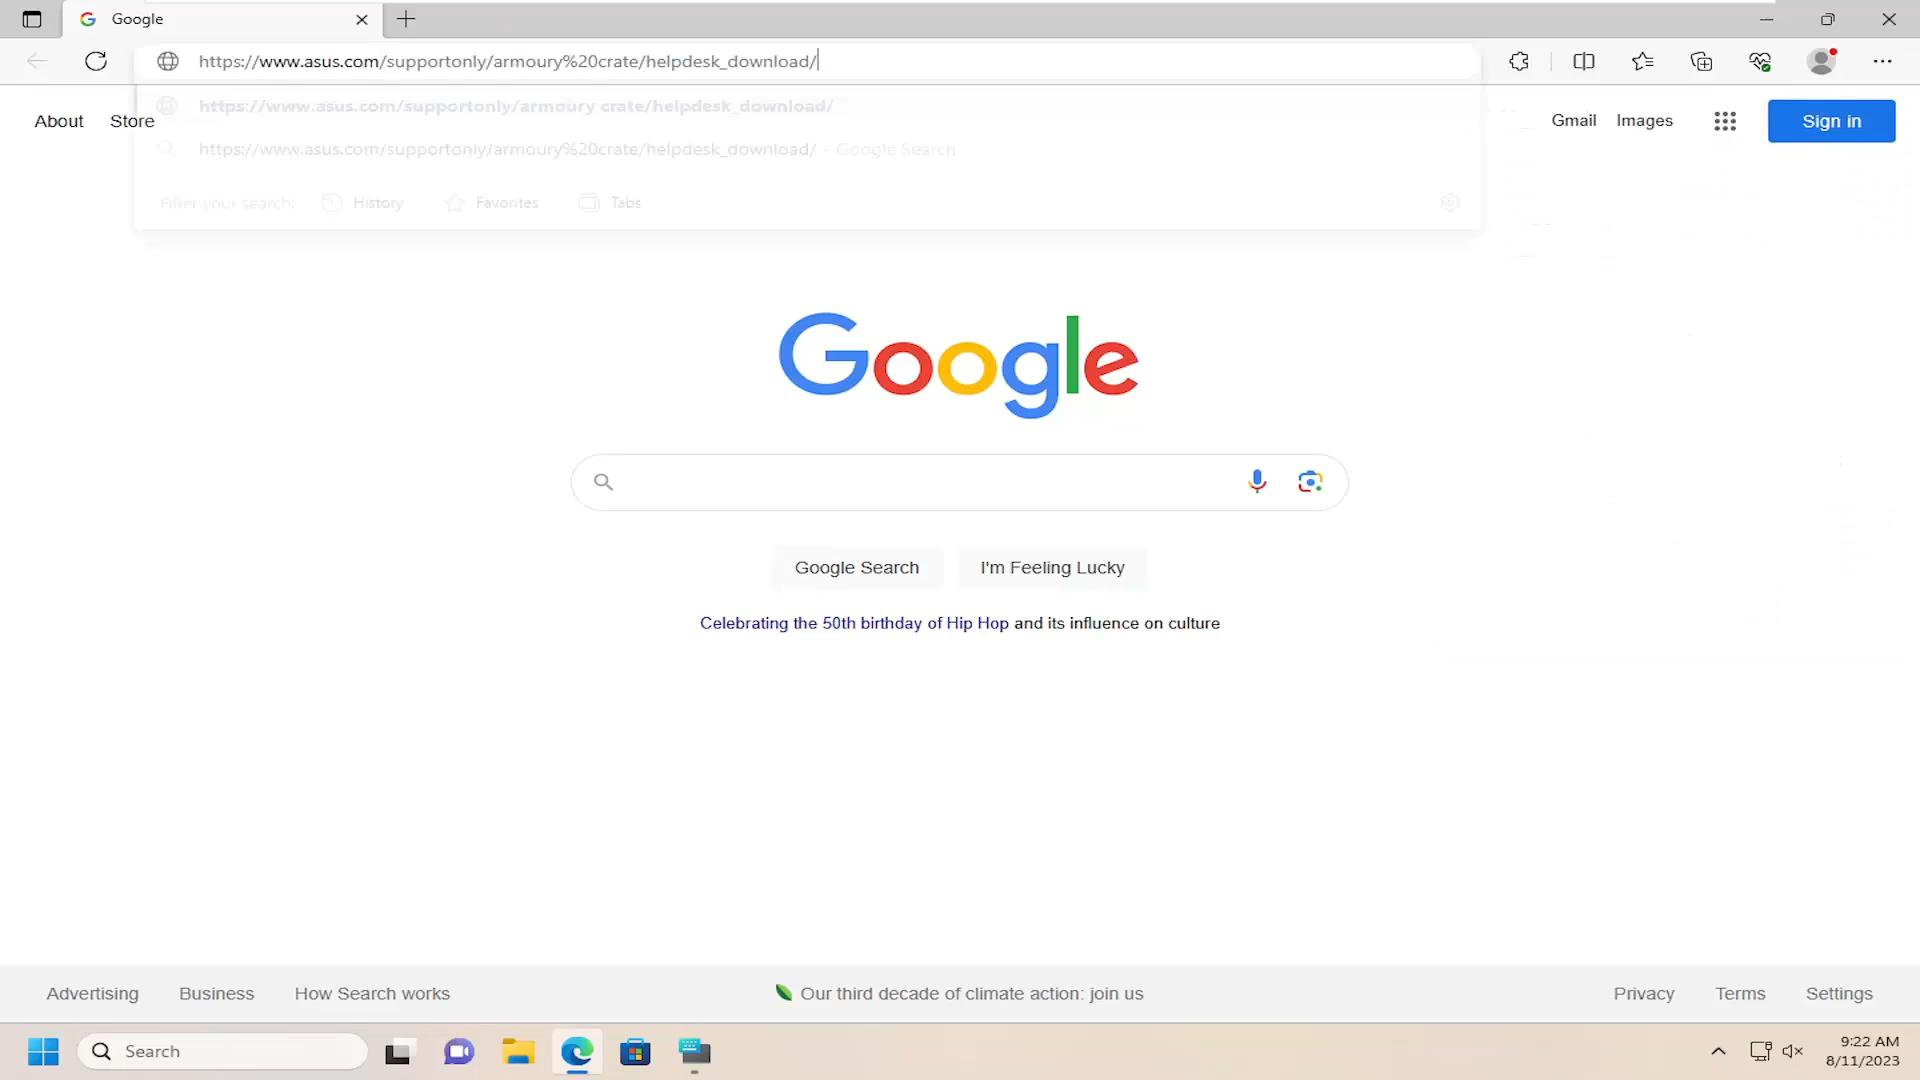 Google
https://www.asus.com/supportonly/armoury%20crate/helpdesk_download/
https://www.asus.com/supportonly/armoury crate/helpdesk_download/
https://www.asus.com/supportonly/armoury%20crate/helpdesk_download/ - Google Search
Filter your search: History Favorites Tabs
About Store Gmail Images Sign in
Google
Google Search I'm Feeling Lucky
Celebrating the 50th birthday of Hip Hop and its influence on culture
Advertising Business How Search works Our third decade of climate action: join us Privacy Terms Settings
Search
9:22 AM
8/11/2023